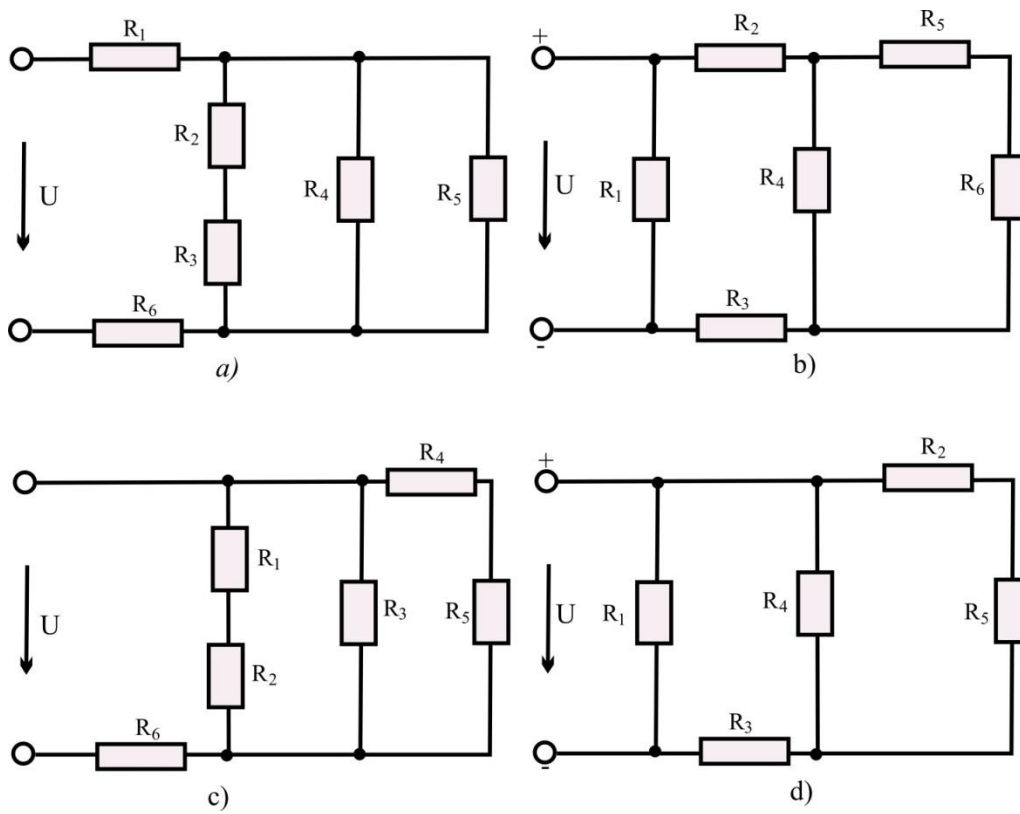 R₁
R₂
R₃
R₄
R₅
R₆
U
a)
+
R₂
R₅
R₁
R₄
R₆
R₃
U
-
b)
R₄
R₁
R₃
R₅
R₂
R₆
U
c)
+
R₂
R₁
R₄
R₅
R₃
U
-
d)